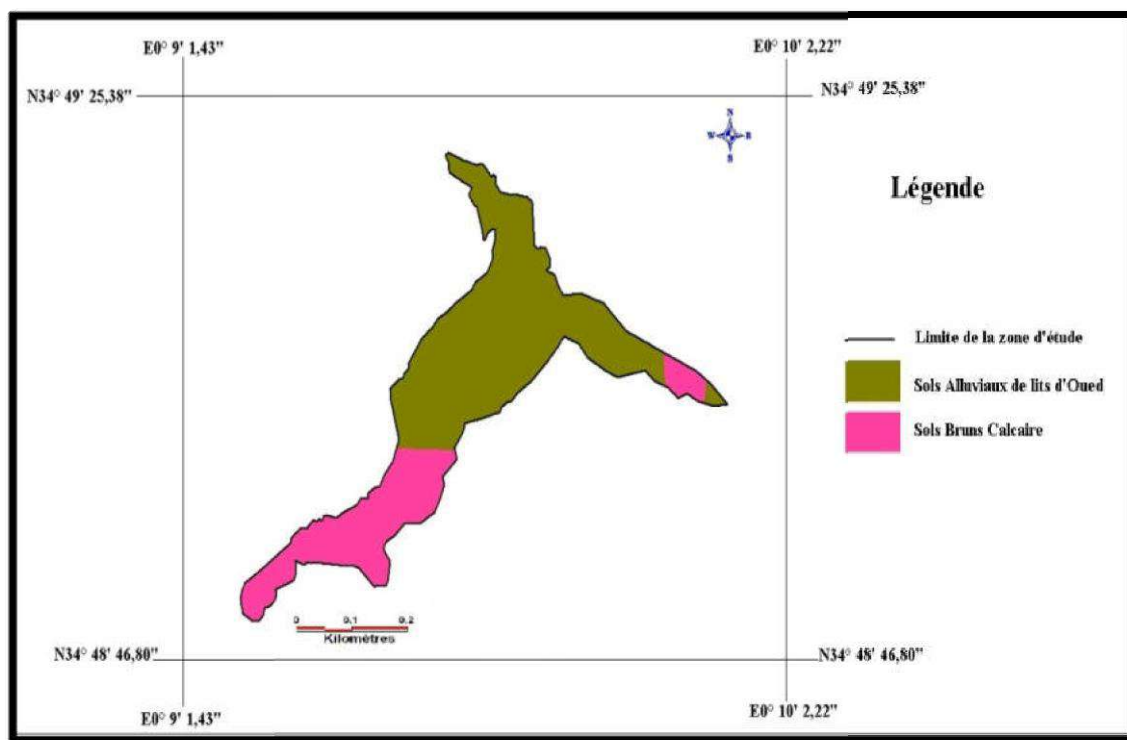 E0° 9' 1,43"
E0° 10' 2,22"
N34° 49' 25,38"
N34° 49' 25,38"
N
W E
S
Légende
Limite de la zone d'étude
Sols Alluviaux de lits d'Oued
Sols Bruns Calcaire
0 0,1 0,2
Kilomètres
N34° 48' 46,80"
N34° 48' 46,80"
E0° 9' 1,43"
E0° 10' 2,22"